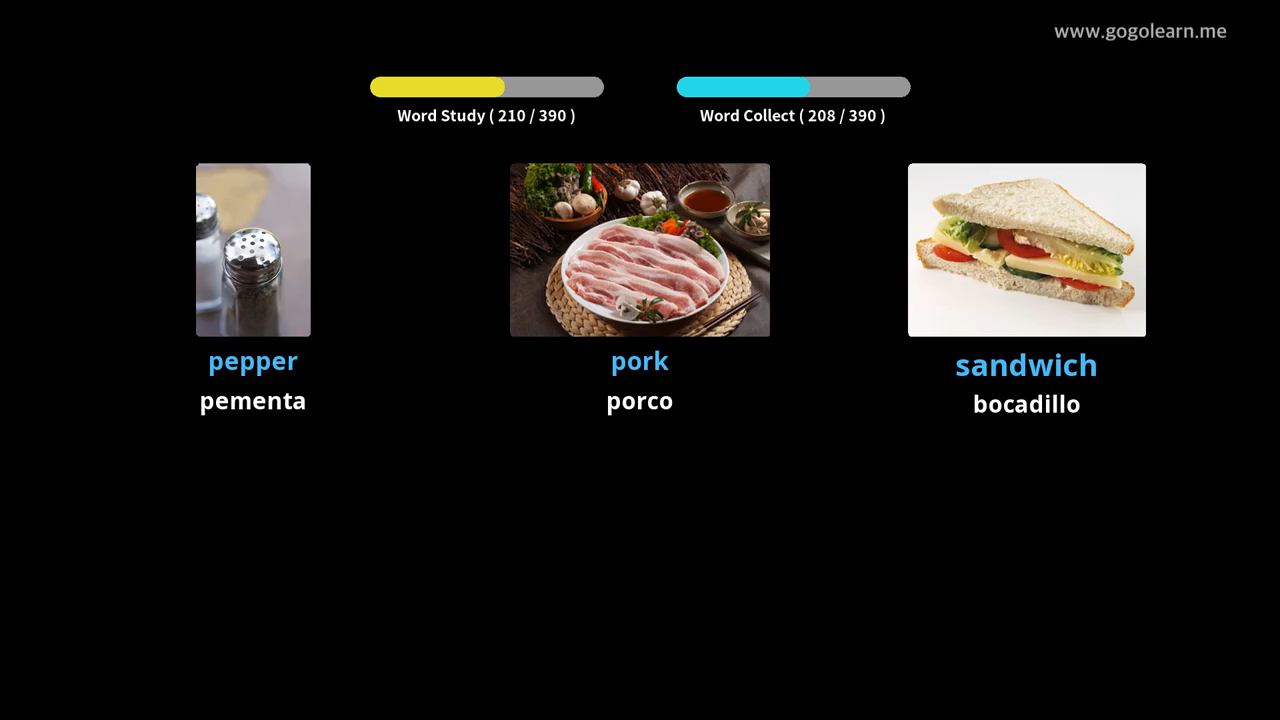 www.gogolearn.me
Word Study ( 210 / 390 )
Word Collect ( 208 / 390 )
pepper
pementa
pork
porco
sandwich
bocadillo